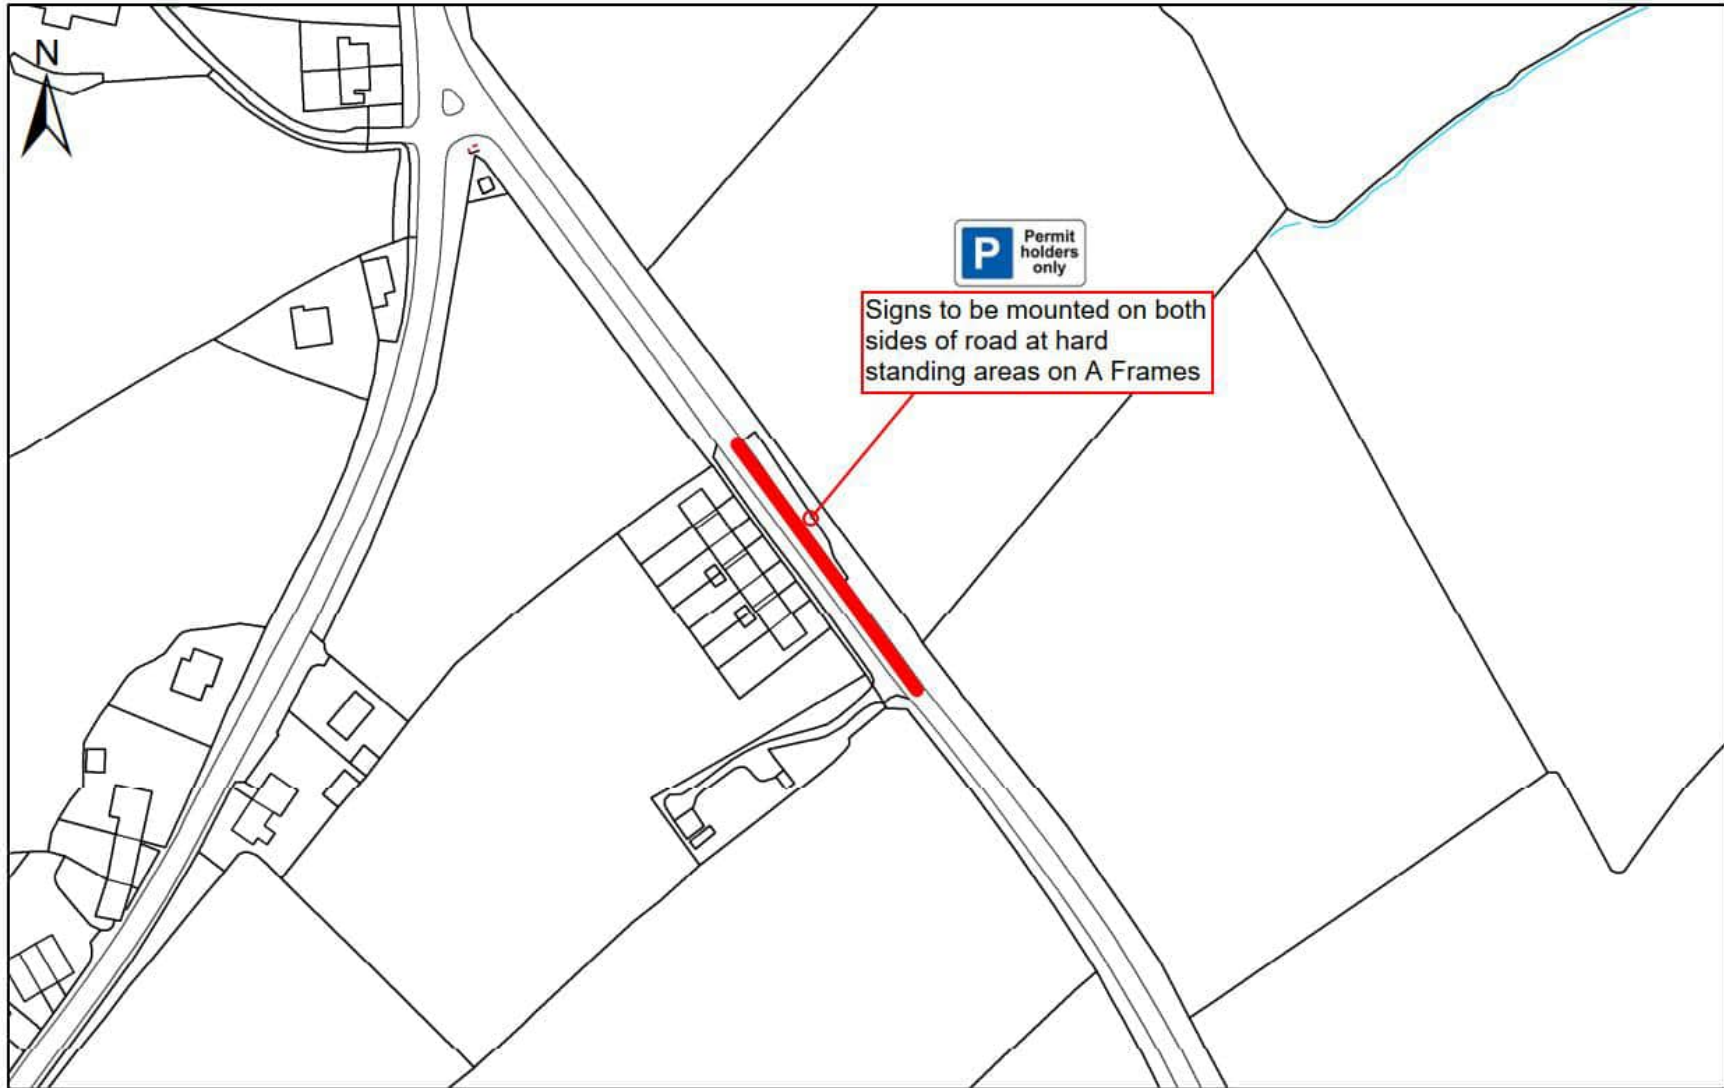 N
P
Permit
holders
only
Signs to be mounted on both
sides of road at hard
standing areas on A Frames